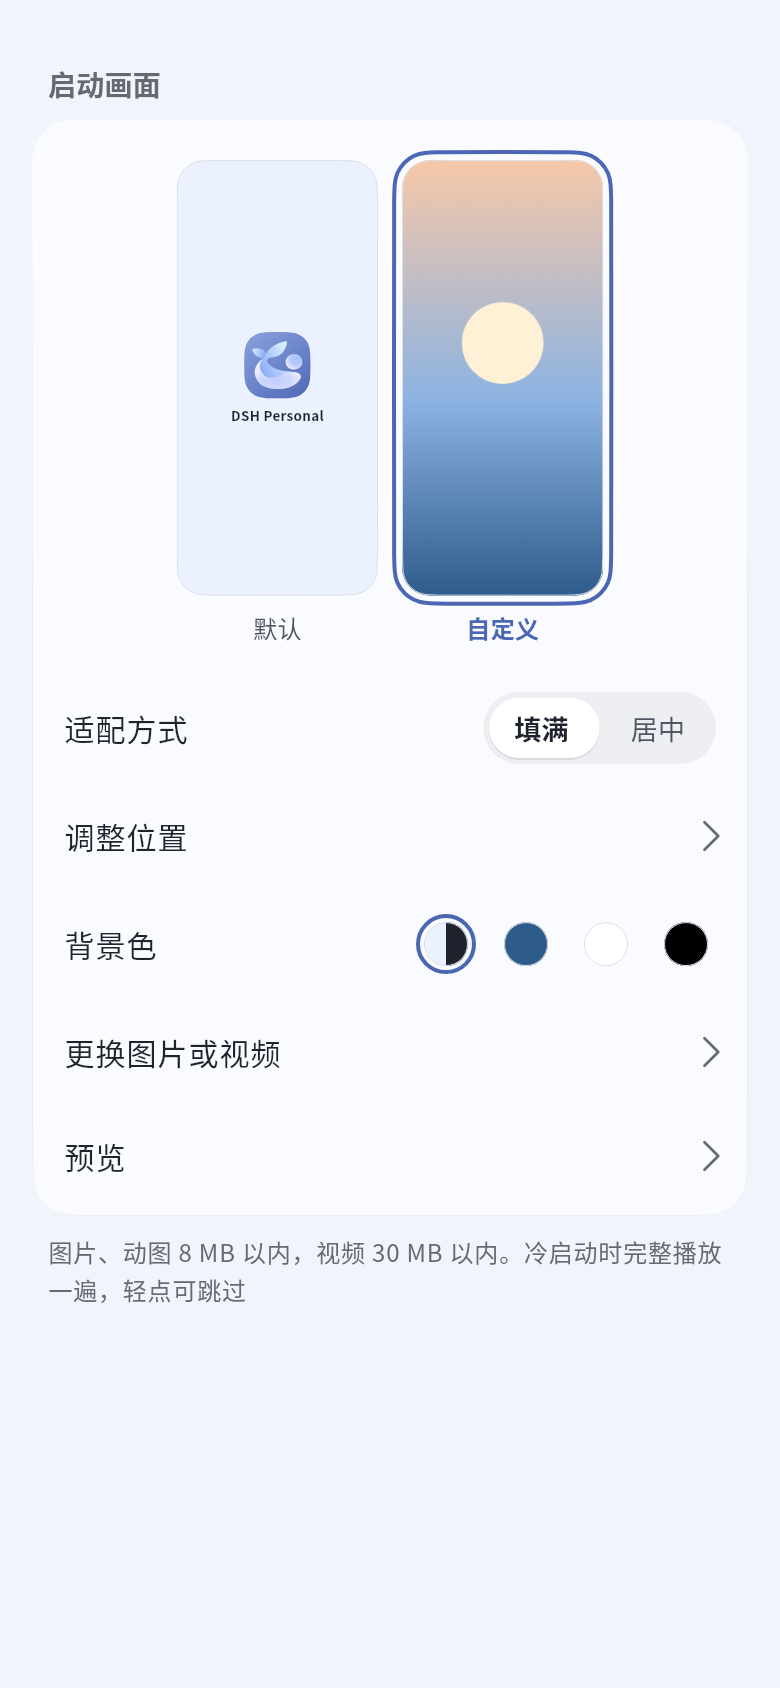 启动画面
DSH Personal
默认
自定义
适配方式
填满
居中
调整位置
背景色
更换图片或视频
预览
图片、动图 8 MB 以内，视频 30 MB 以内。冷启动时完整播放
一遍，轻点可跳过